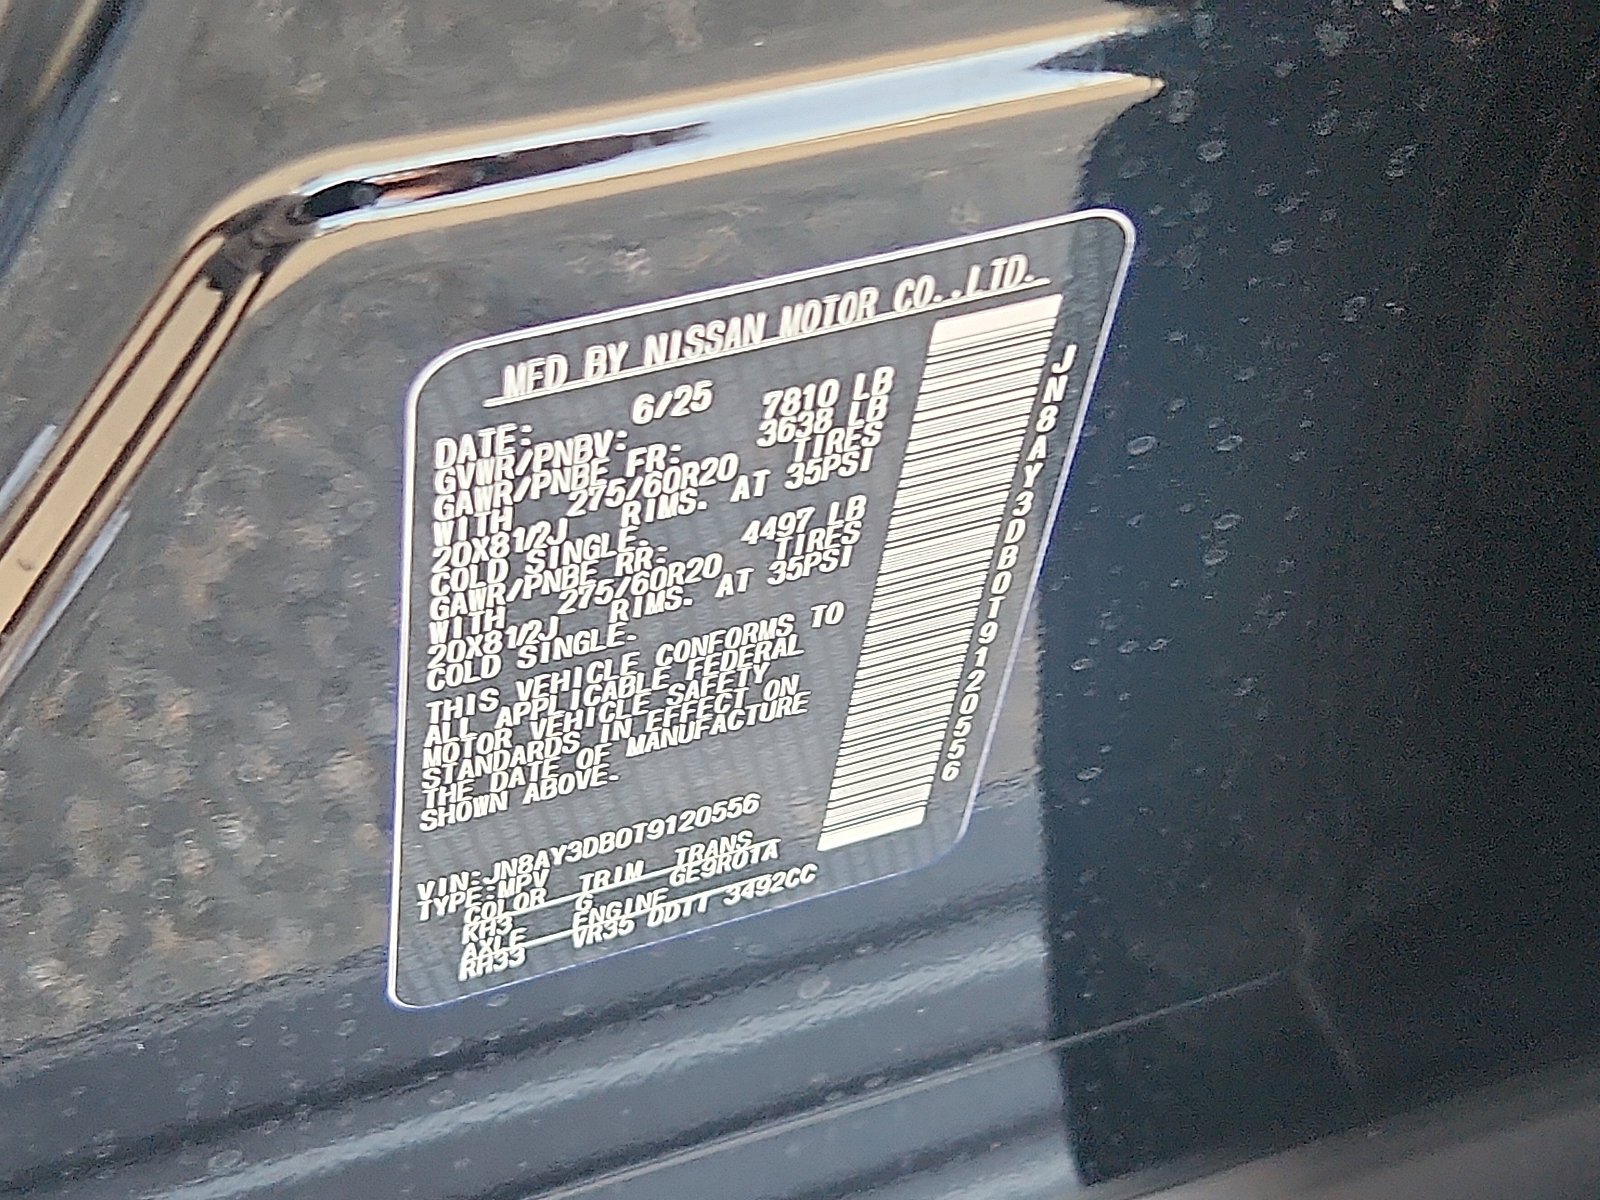 MFD BY NISSAN MOTOR CO.,LTD.
DATE: 6/25
GVWR/PNBV: 7810 LB
GAWR/PNBE FR: 3638 LB
WITH 275/60R20 TIRES
20X81/2J RIMS. AT 35PSI
COLD SINGLE.
GAWR/PNBE RR: 4497 LB
WITH 275/60R20 TIRES
20X81/2J RIMS. AT 35PSI
COLD SINGLE.
THIS VEHICLE CONFORMS TO
ALL APPLICABLE FEDERAL
MOTOR VEHICLE SAFETY
STANDARDS IN EFFECT ON
THE DATE OF MANUFACTURE
SHOWN ABOVE.
VIN:JN8AY3DB0T9120556
TYPE:MPV
COLOR TRIM TRANS
KH3 G GE9R01A
AXLE ENGINE
RH33 VR35 DDTT 3492CC
JN8AY3DB0T9120556